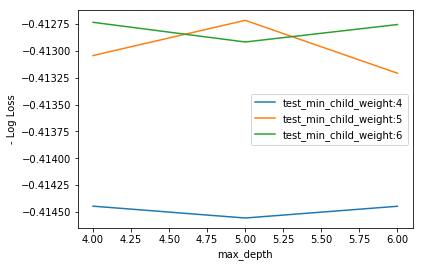 −0.41275
−0.41300
−0.41325
−0.41350
−0.41375
−0.41400
−0.41425
−0.41450
- Log Loss
test_min_child_weight:4
test_min_child_weight:5
test_min_child_weight:6
4.00 4.25 4.50 4.75 5.00 5.25 5.50 5.75 6.00
max_depth